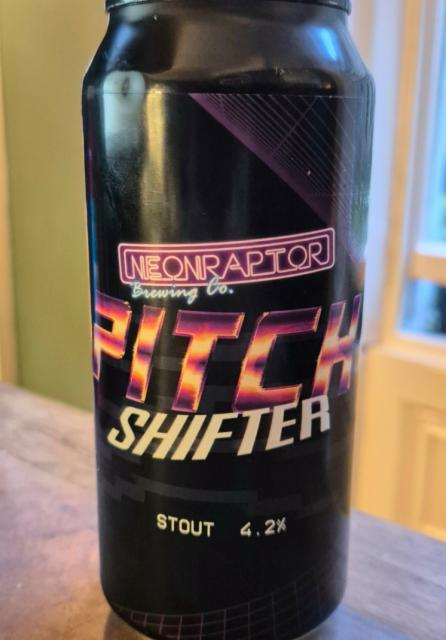 NEONRAPTOR
Brewing Co.
PITCH
SHIFTER
STOUT 4.2%